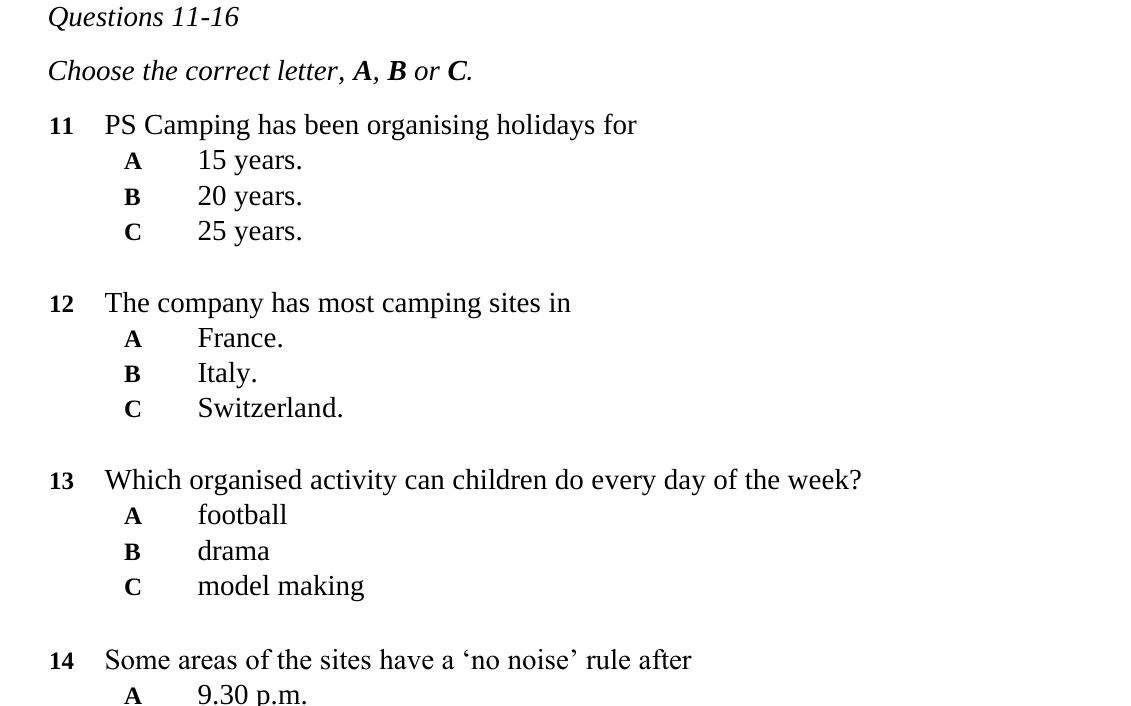 Questions 11-16
Choose the correct letter, A, B or C.
11 PS Camping has been organising holidays for
A 15 years.
B 20 years.
C 25 years.
12 The company has most camping sites in
A France.
B Italy.
C Switzerland.
13 Which organised activity can children do every day of the week?
A football
B drama
C model making
14 Some areas of the sites have a ‘no noise’ rule after
A 9.30 p.m.